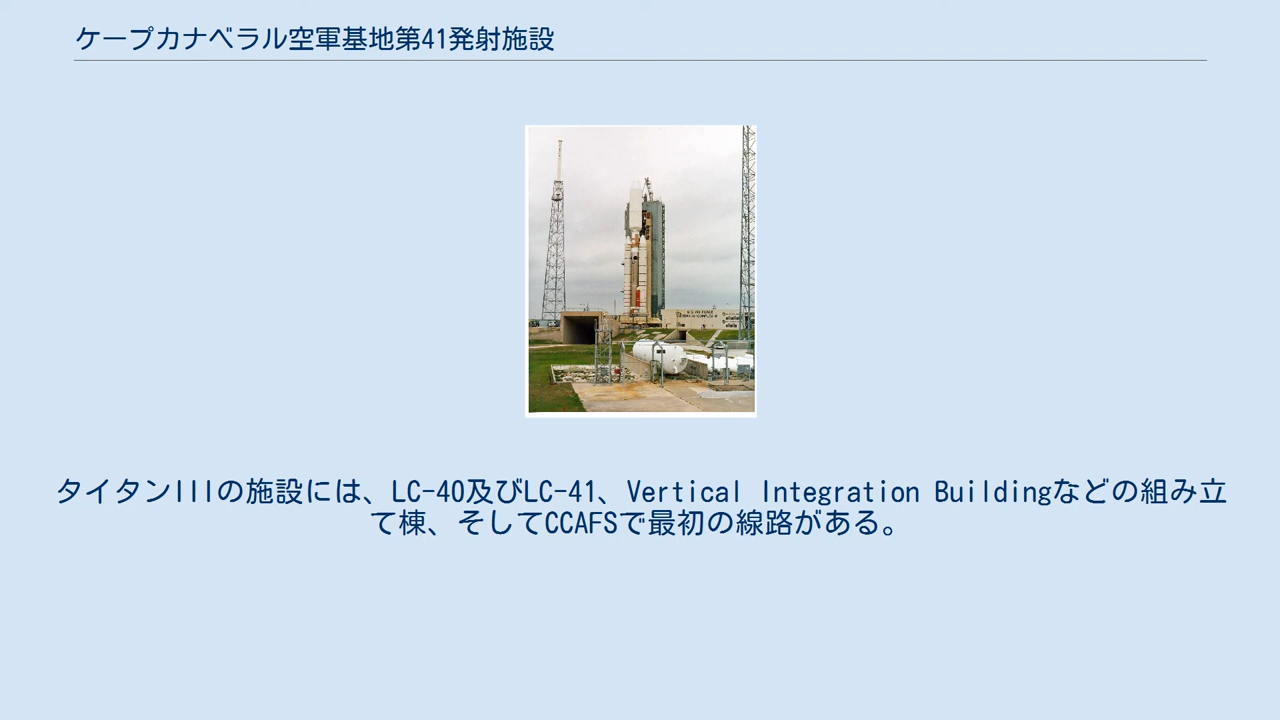 ケープカナベラル空軍基地第41発射施設
タイタンIIIの施設には、LC-40及びLC-41、Vertical Integration Buildingなどの組み立
て棟、そしてCCAFSで最初の線路がある。